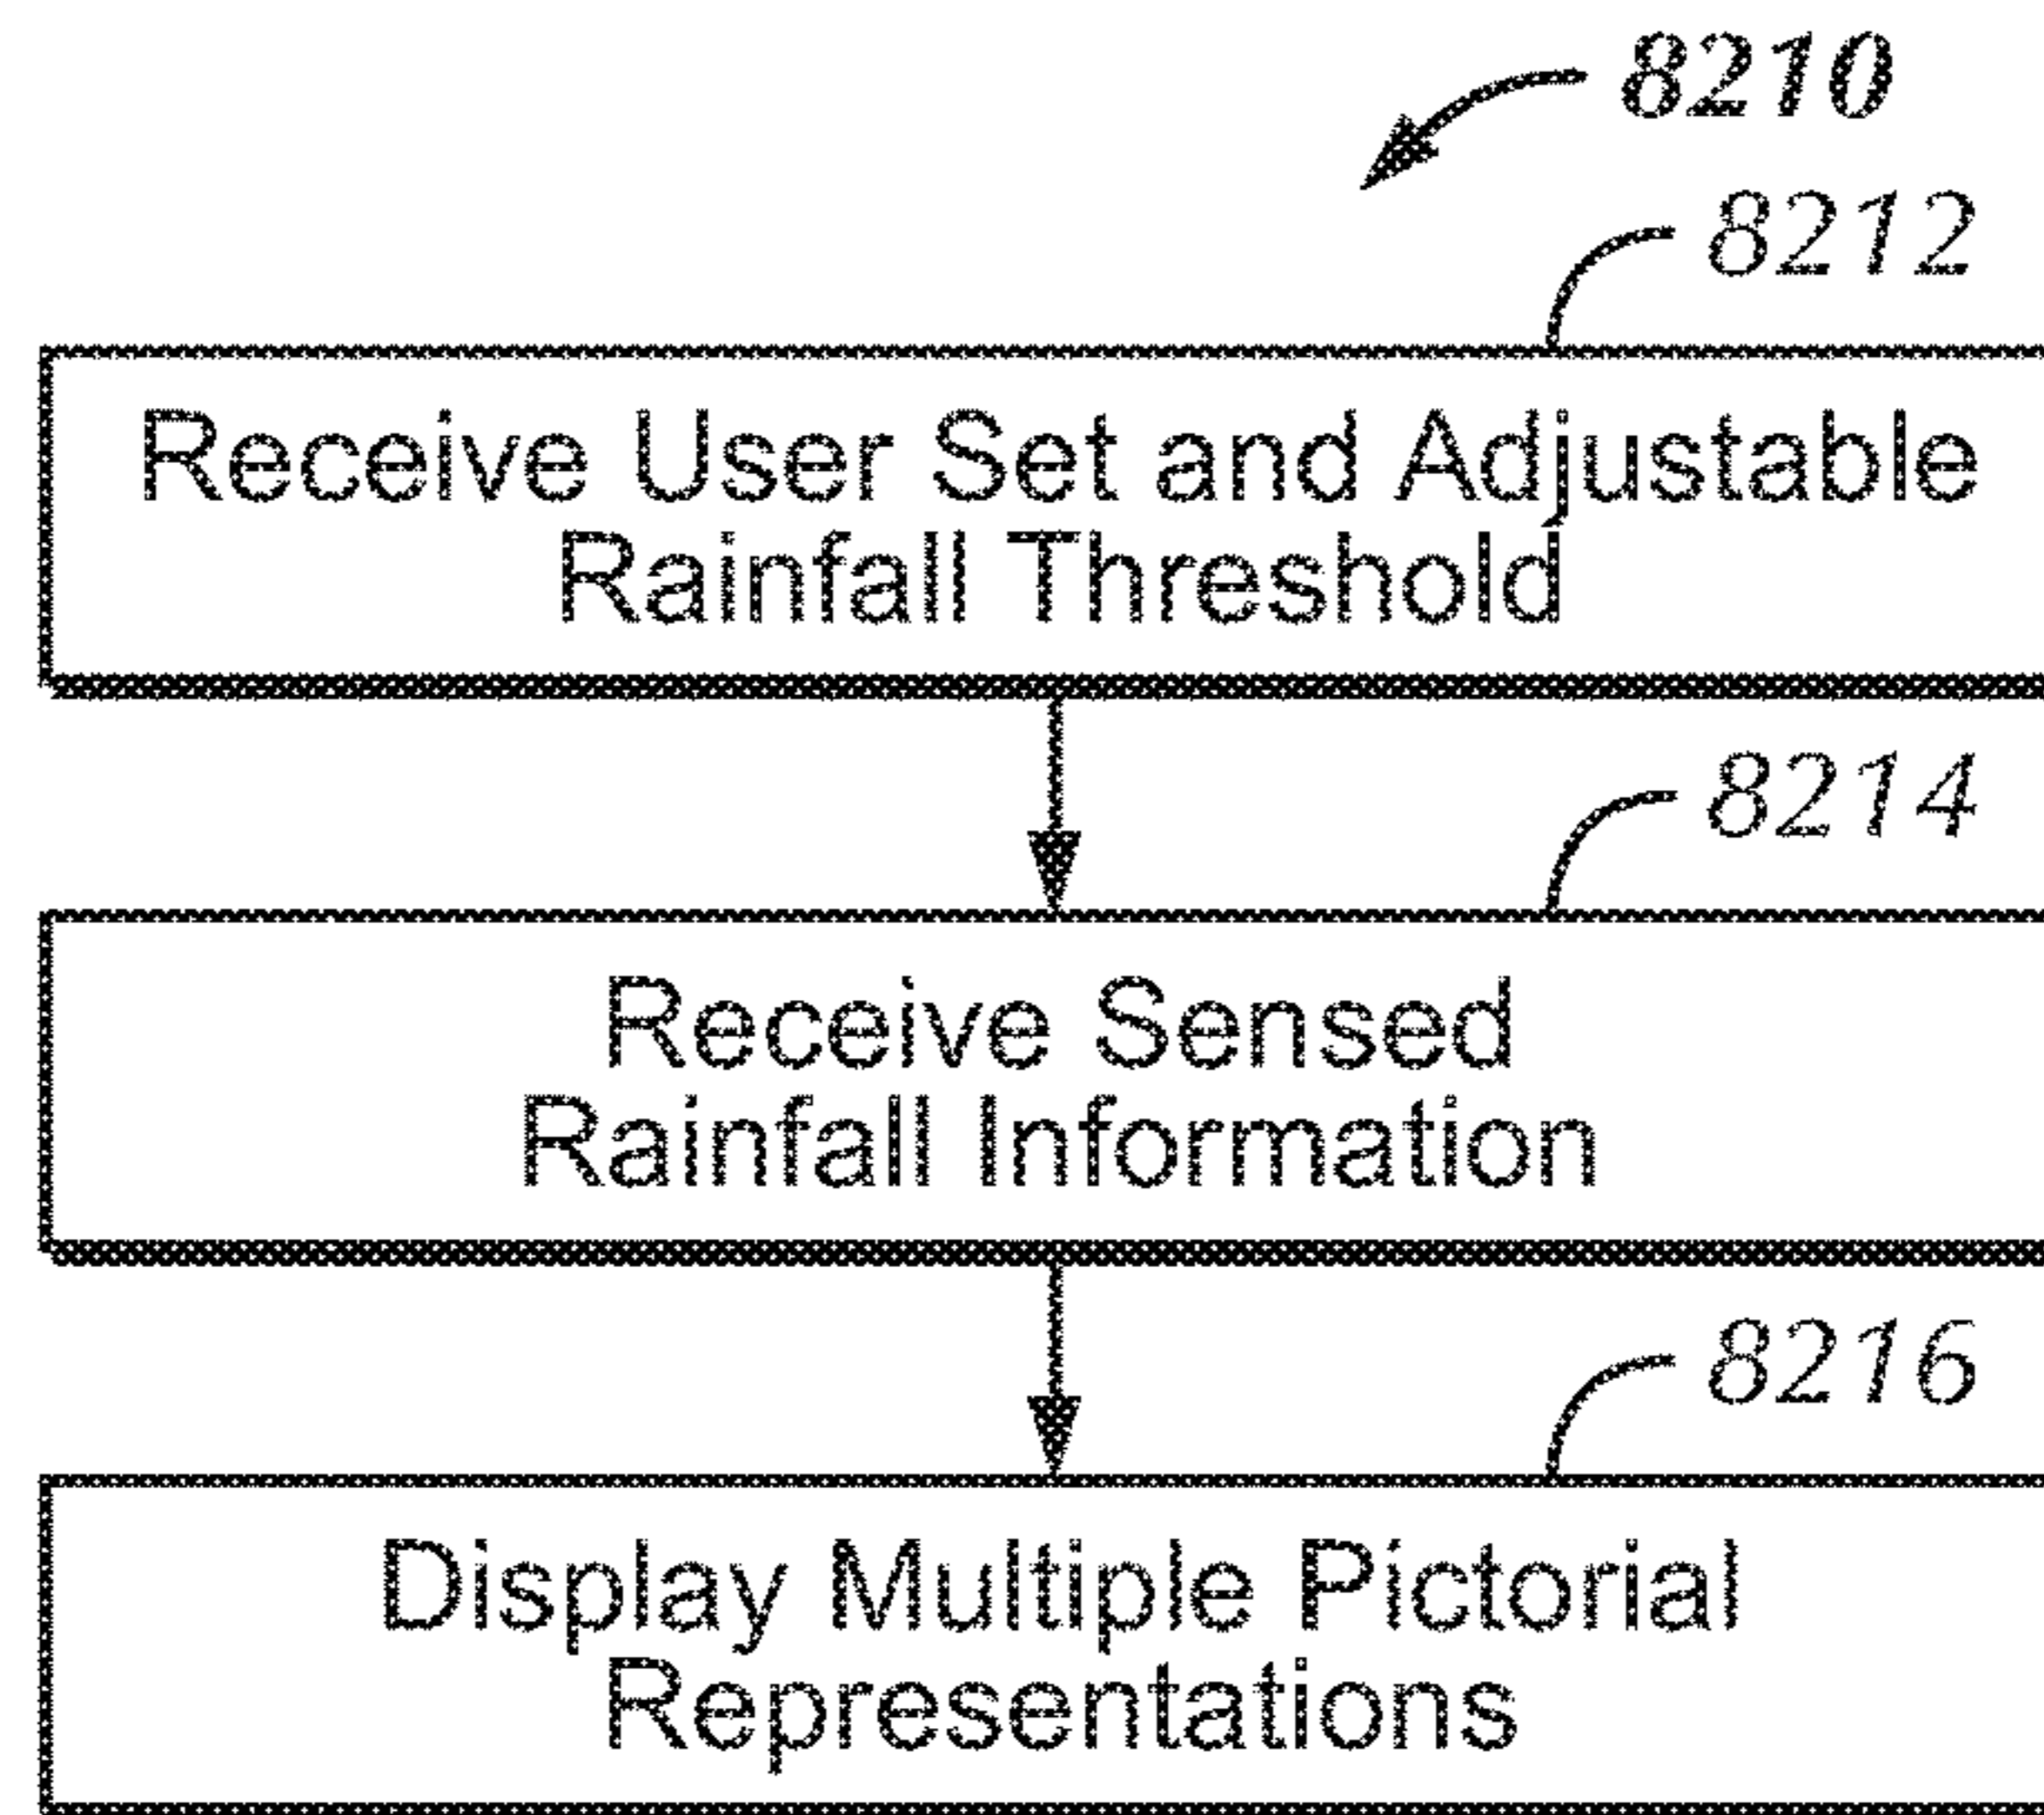 8210
8212
Receive User Set and Adjustable
Rainfall Threshold
8214
Receive Sensed
Rainfall Information
8216
Display Multiple Pictorial
Representations